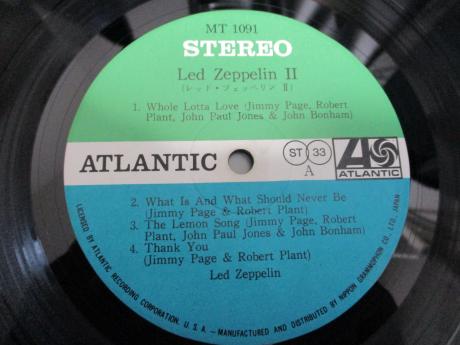 MT 1091
STEREO
Led Zeppelin II
(レッド・ツェッペリン Ⅱ)
1. Whole Lotta Love (Jimmy Page, Robert
Plant, John Paul Jones & John Bonham)
ATLANTIC
ST 33
A
ATLANTIC
2. What Is And What Should Never Be
(Jimmy Page & Robert Plant)
3. The Lemon Song (Jimmy Page, Robert
Plant, John Paul Jones & John Bonham)
4. Thank You
(Jimmy Page & Robert Plant)
Led Zeppelin
LICENSED BY ATLANTIC RECORDING CORPORATION. U.S.A.-MANUFACTURED AND DISTRIBUTED BY NIPPON GRAMMOPHON CO. LTD., JAPAN